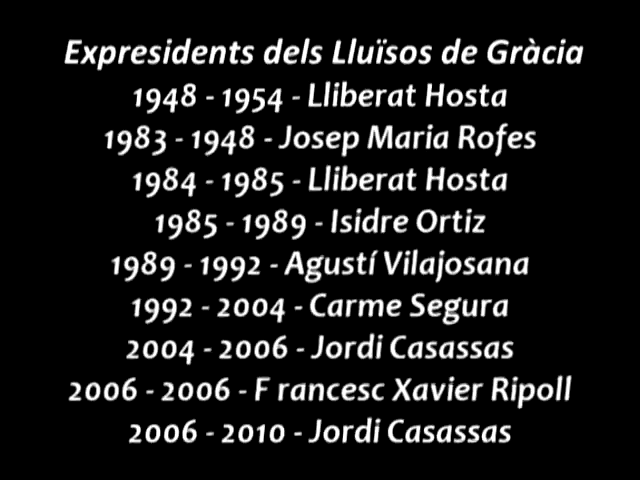 Expresidents dels Lluïsos de Gràcia
1948 - 1954 - Lliberat Hosta
1983 - 1948 - Josep Maria Rofes
1984 - 1985 - Lliberat Hosta
1985 - 1989 - Isidre Ortiz
1989 - 1992 - Agustí Vilajosana
1992 - 2004 - Carme Segura
2004 - 2006 - Jordi Casassas
2006 - 2006 - F rancesc Xavier Ripoll
2006 - 2010 - Jordi Casassas